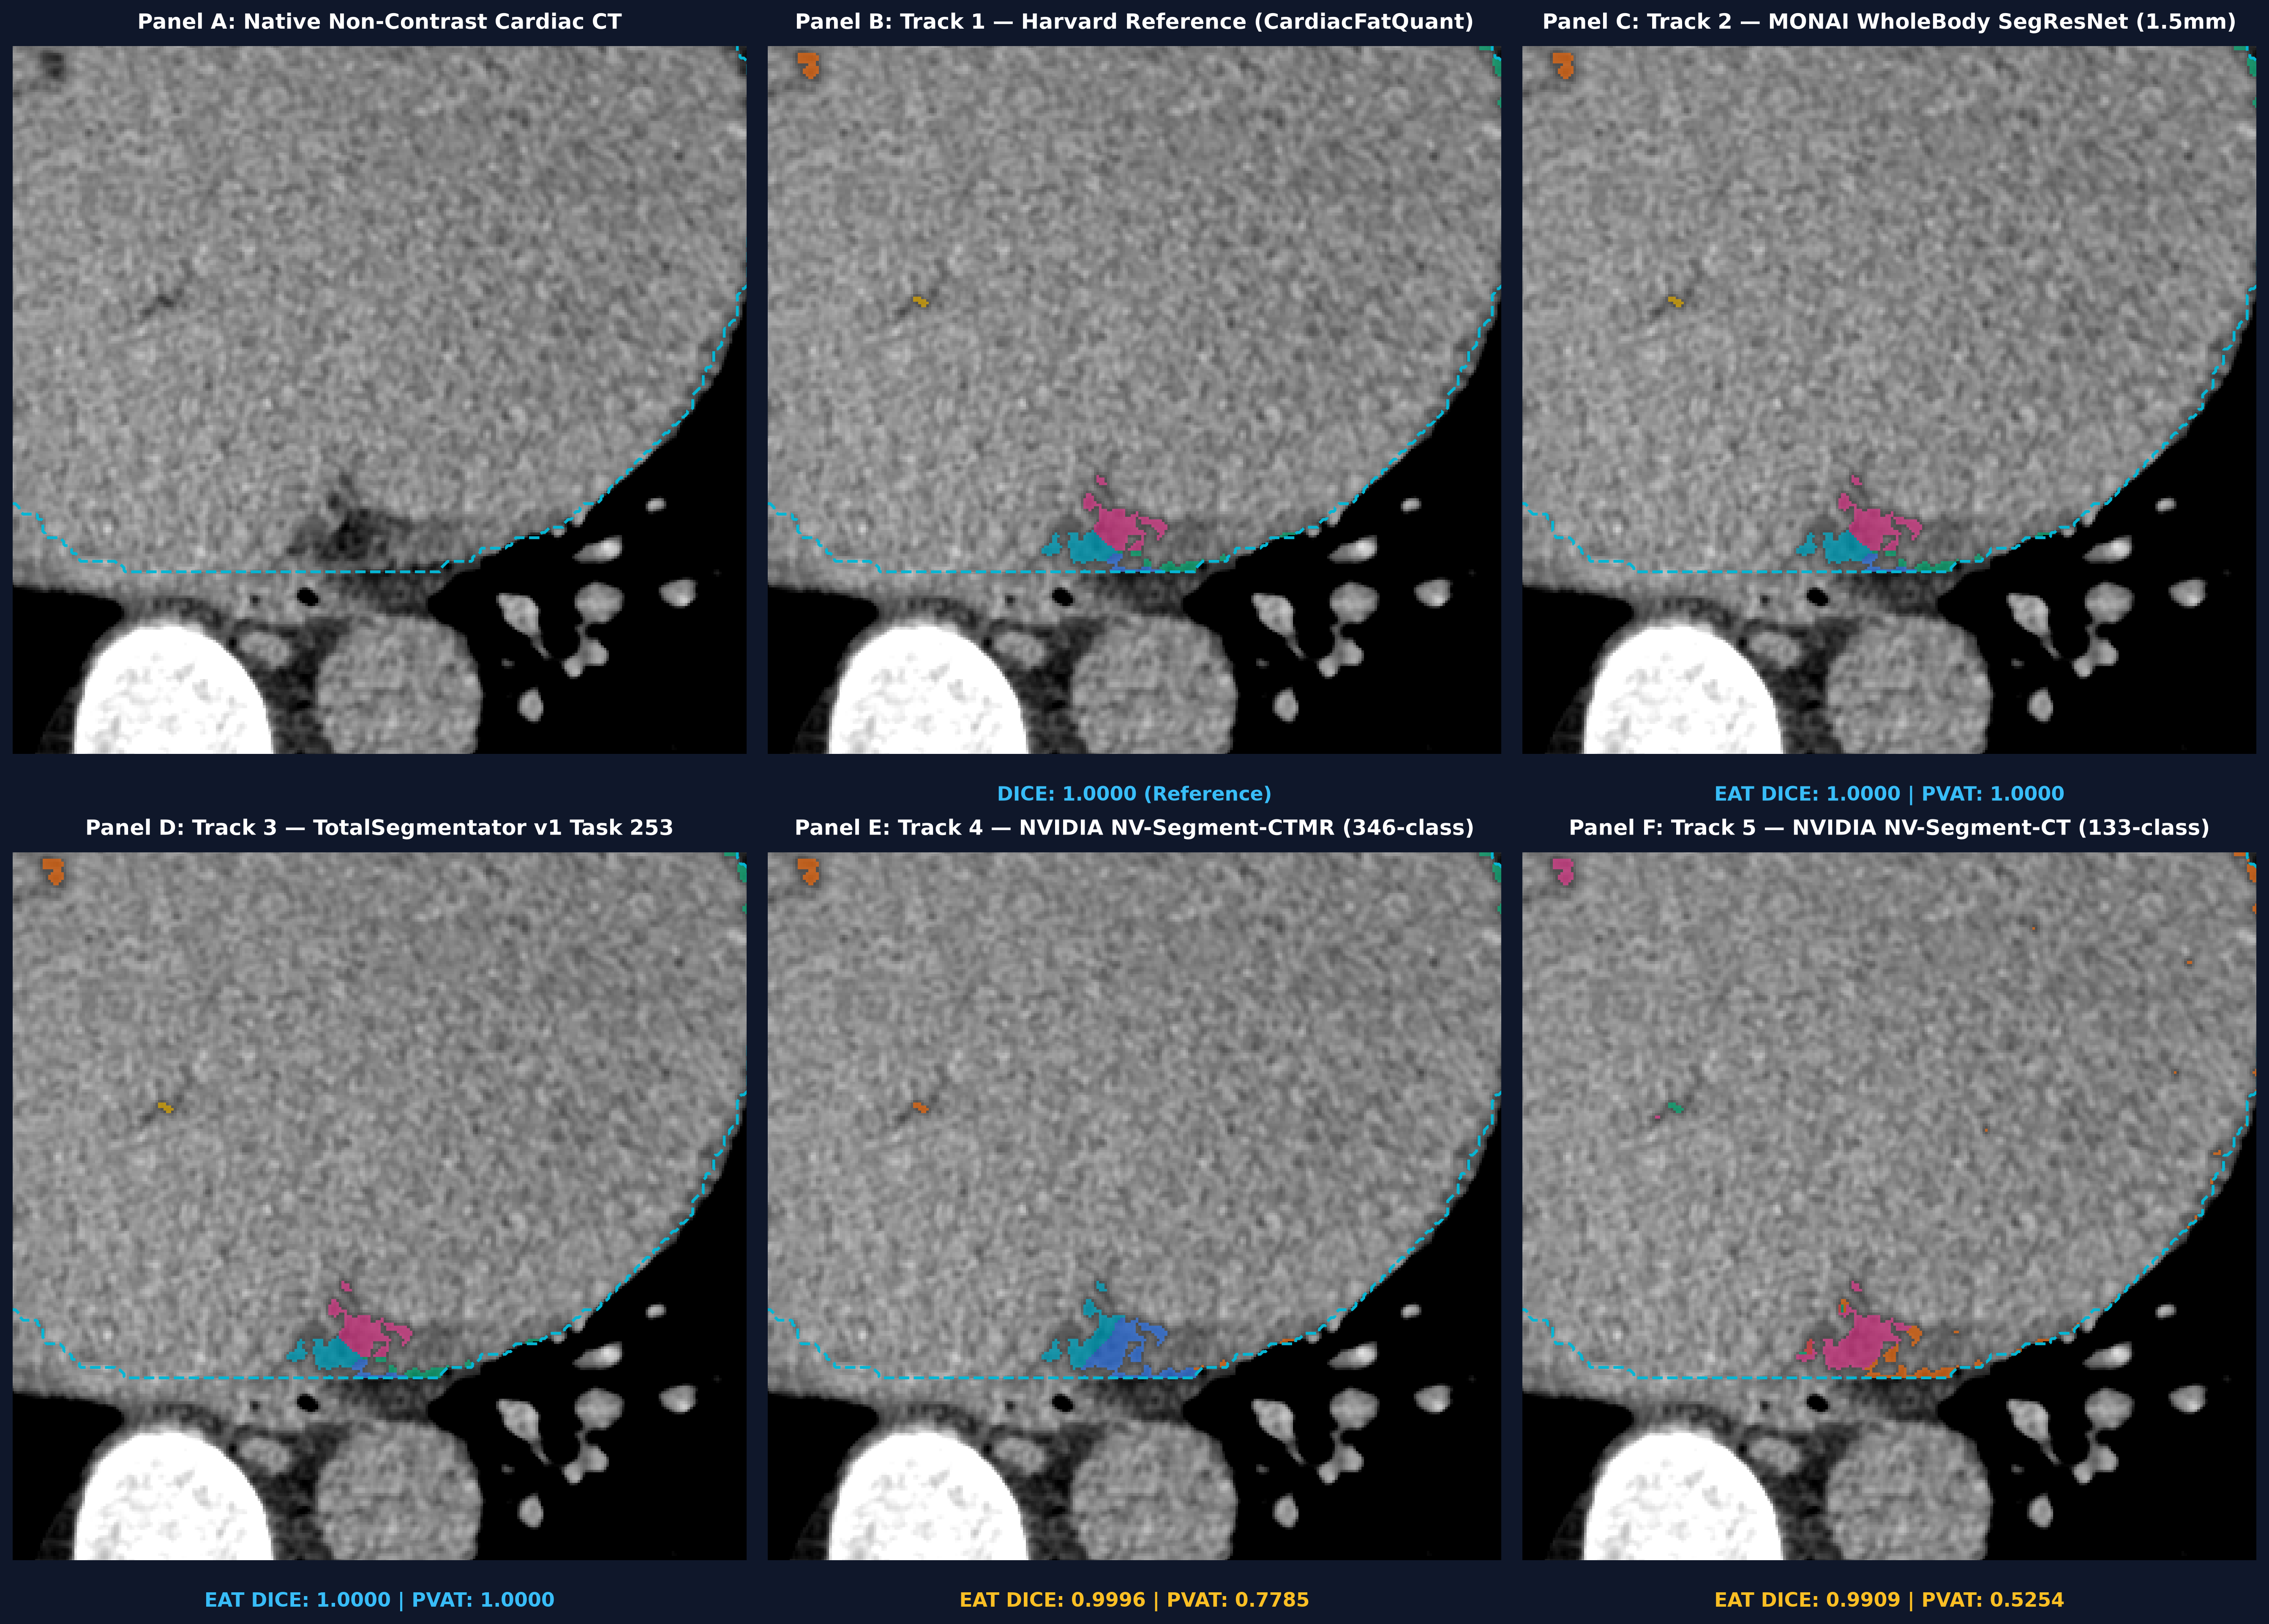 Panel A: Native Non-Contrast Cardiac CT
Panel B: Track 1 — Harvard Reference (CardiacFatQuant)
Panel C: Track 2 — MONAI WholeBody SegResNet (1.5mm)
DICE: 1.0000 (Reference)
EAT DICE: 1.0000 | PVAT: 1.0000
Panel D: Track 3 — TotalSegmentator v1 Task 253
Panel E: Track 4 — NVIDIA NV-Segment-CTMR (346-class)
Panel F: Track 5 — NVIDIA NV-Segment-CT (133-class)
EAT DICE: 1.0000 | PVAT: 1.0000
EAT DICE: 0.9996 | PVAT: 0.7785
EAT DICE: 0.9909 | PVAT: 0.5254